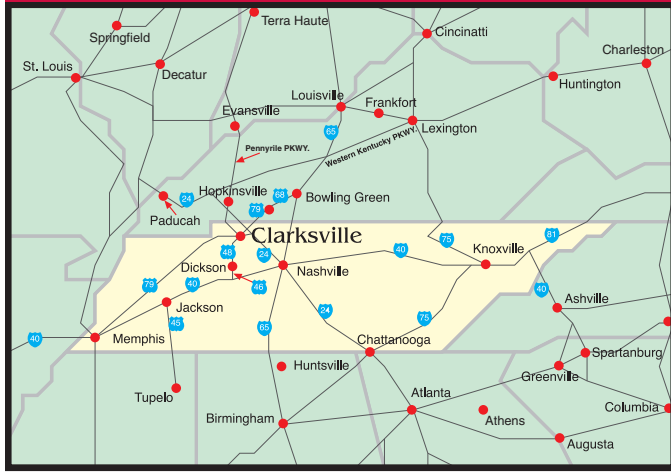 Terra Haute
Springfield
Cincinatti
St. Louis
Decatur
Charleston
Huntington
Louisville
Evansville
Frankfort
Lexington
65
Pennyrile PKWY.
Western Kentucky PKWY.
24
Hopkinsville
68
79
Bowling Green
Paducah
Clarksville
81
75
48
24
40
Knoxville
Dickson
Nashville
79
40
46
40
Jackson
Ashville
45
65
24
75
40
Memphis
Chattanooga
Spartanburg
Huntsville
Greenville
Tupelo
Atlanta
Columbia
Birmingham
Athens
Augusta